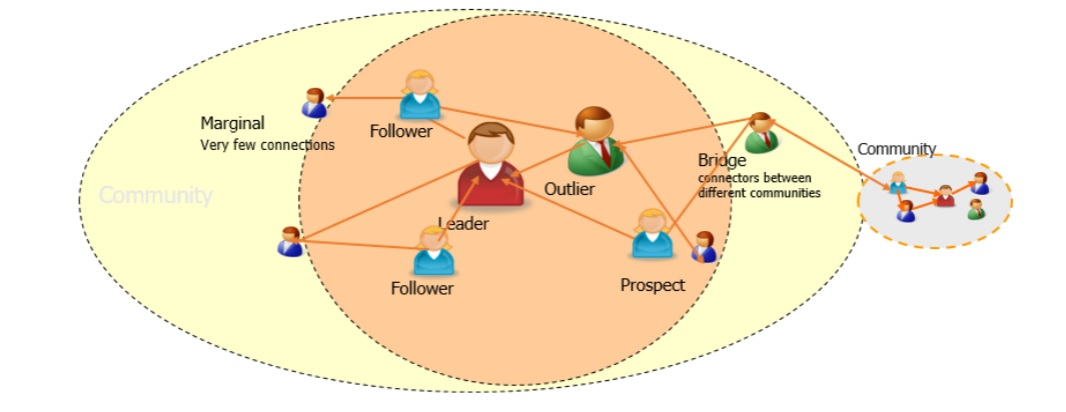 Marginal
Very few connections
Follower
Community
Leader
Follower
Outlier
Bridge
connectors between
different communities
Prospect
Community